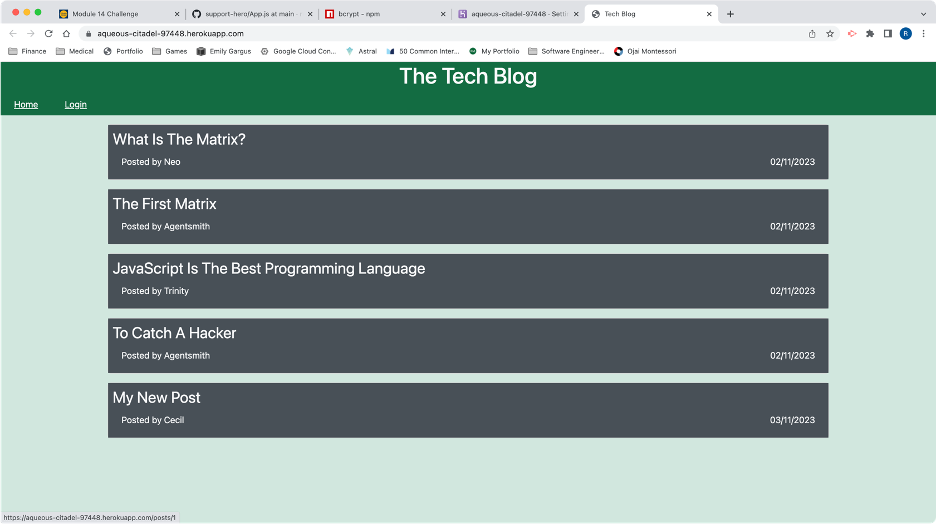 Module 14 Challenge
support-hero/App.js at main · r
bcrypt - npm
aqueous-citadel-97448 - Setti
Tech Blog
aqueous-citadel-97448.herokuapp.com
R
Finance
Medical
Portfolio
Games
Emily Gargus
Google Cloud Con...
Astral
50 Common Inter...
My Portfolio
Software Engineer...
Ojai Montessori
The Tech Blog
Home Login
What Is The Matrix?
Posted by Neo 02/11/2023
The First Matrix
Posted by Agentsmith 02/11/2023
JavaScript Is The Best Programming Language
Posted by Trinity 02/11/2023
To Catch A Hacker
Posted by Agentsmith 02/11/2023
My New Post
Posted by Cecil 03/11/2023
https://aqueous-citadel-97448.herokuapp.com/posts/1